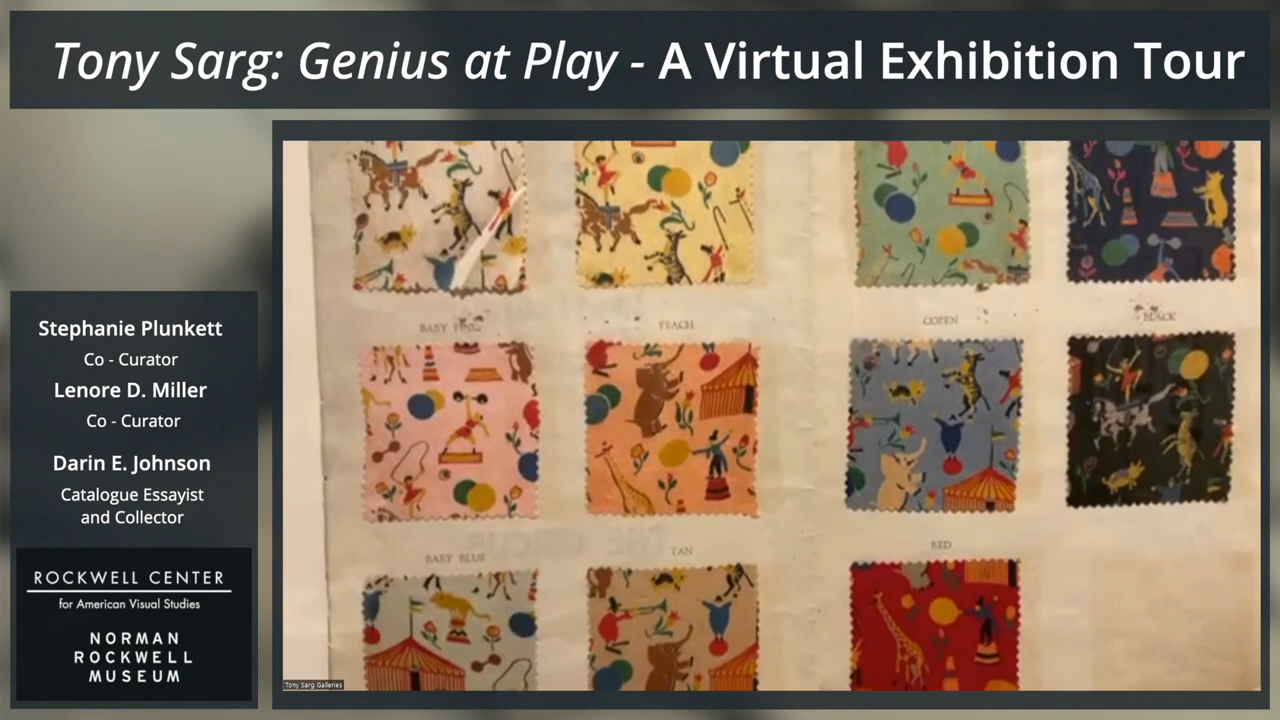 Tony Sarg: Genius at Play - A Virtual Exhibition Tour
Stephanie Plunkett
Co - Curator
Lenore D. Miller
Co - Curator
Darin E. Johnson
Catalogue Essayist
and Collector
ROCKWELL CENTER
for American Visual Studies
NORMAN
ROCKWELL
MUSEUM
BABY PINK
PEACH
COPEN
BLACK
BABY BLUE
TAN
RED
THE CIRCUS
Tony Sarg Galleries